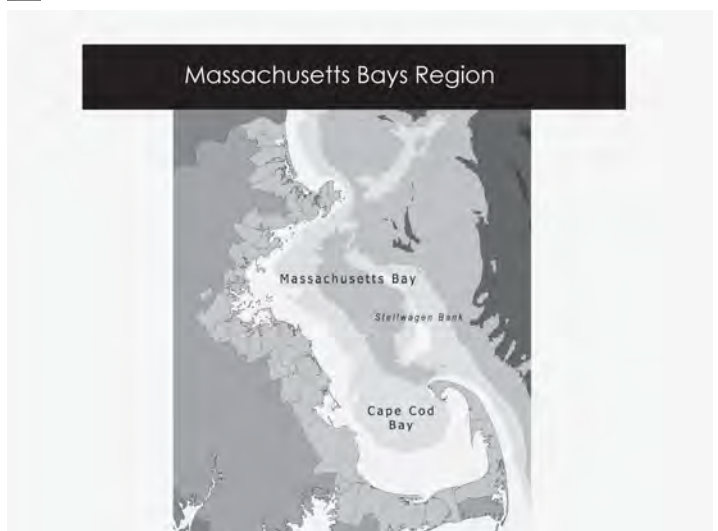 Massachusetts Bays Region
Massachusetts Bay
Stellwagen Bank
Cape Cod
Bay